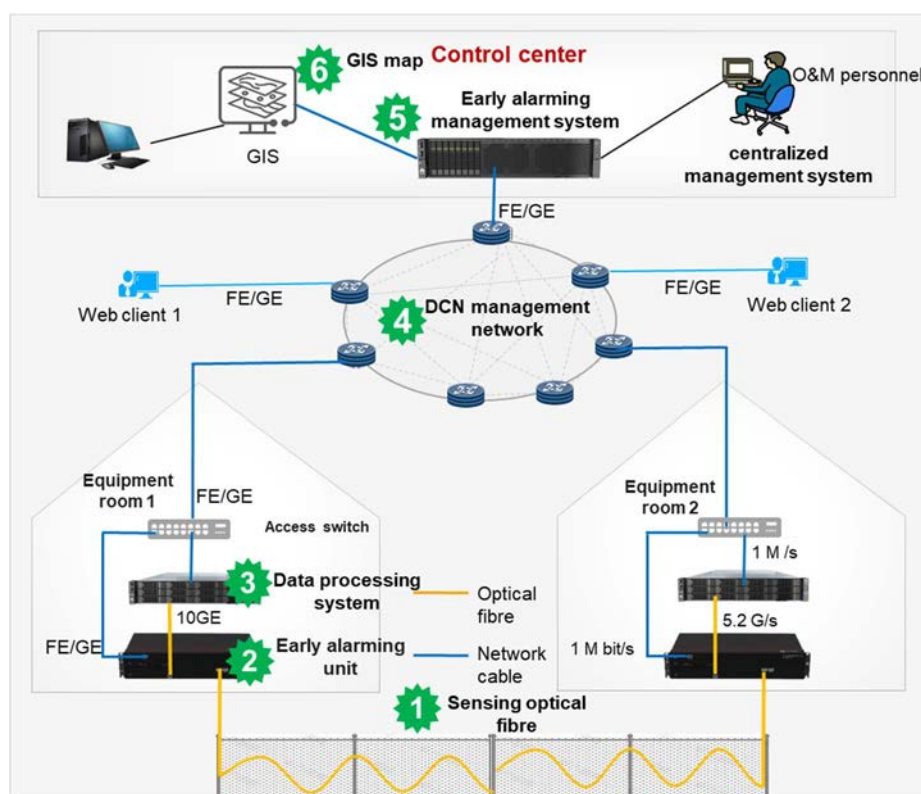 6
GIS map
Control center
O&M personnel
5
Early alarming
management system
GIS
centralized
management system
FE/GE
FE/GE
FE/GE
Web client 1
Web client 2
4
DCN management
network
Equipment
room 1
FE/GE
Equipment
room 2
Access switch
1 M /s
3
Data processing
system
Optical
fibre
10GE
5.2 G/s
FE/GE
2
Early alarming
unit
Network
cable
1 M bit/s
1
Sensing optical
fibre